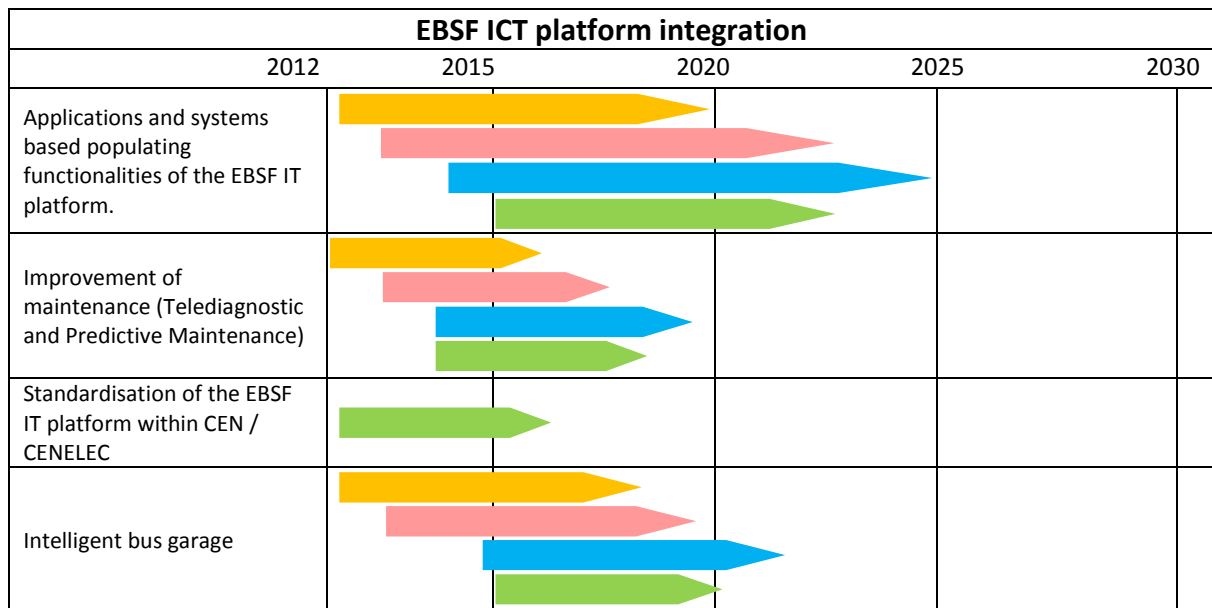 EBSF ICT platform integration
2012 2015 2020 2025 2030
Applications and systems
based populating
functionalities of the EBSF IT
platform.
Improvement of
maintenance (Telediagnostic
and Predictive Maintenance)
Standardisation of the EBSF
IT platform within CEN /
CENELEC
Intelligent bus garage